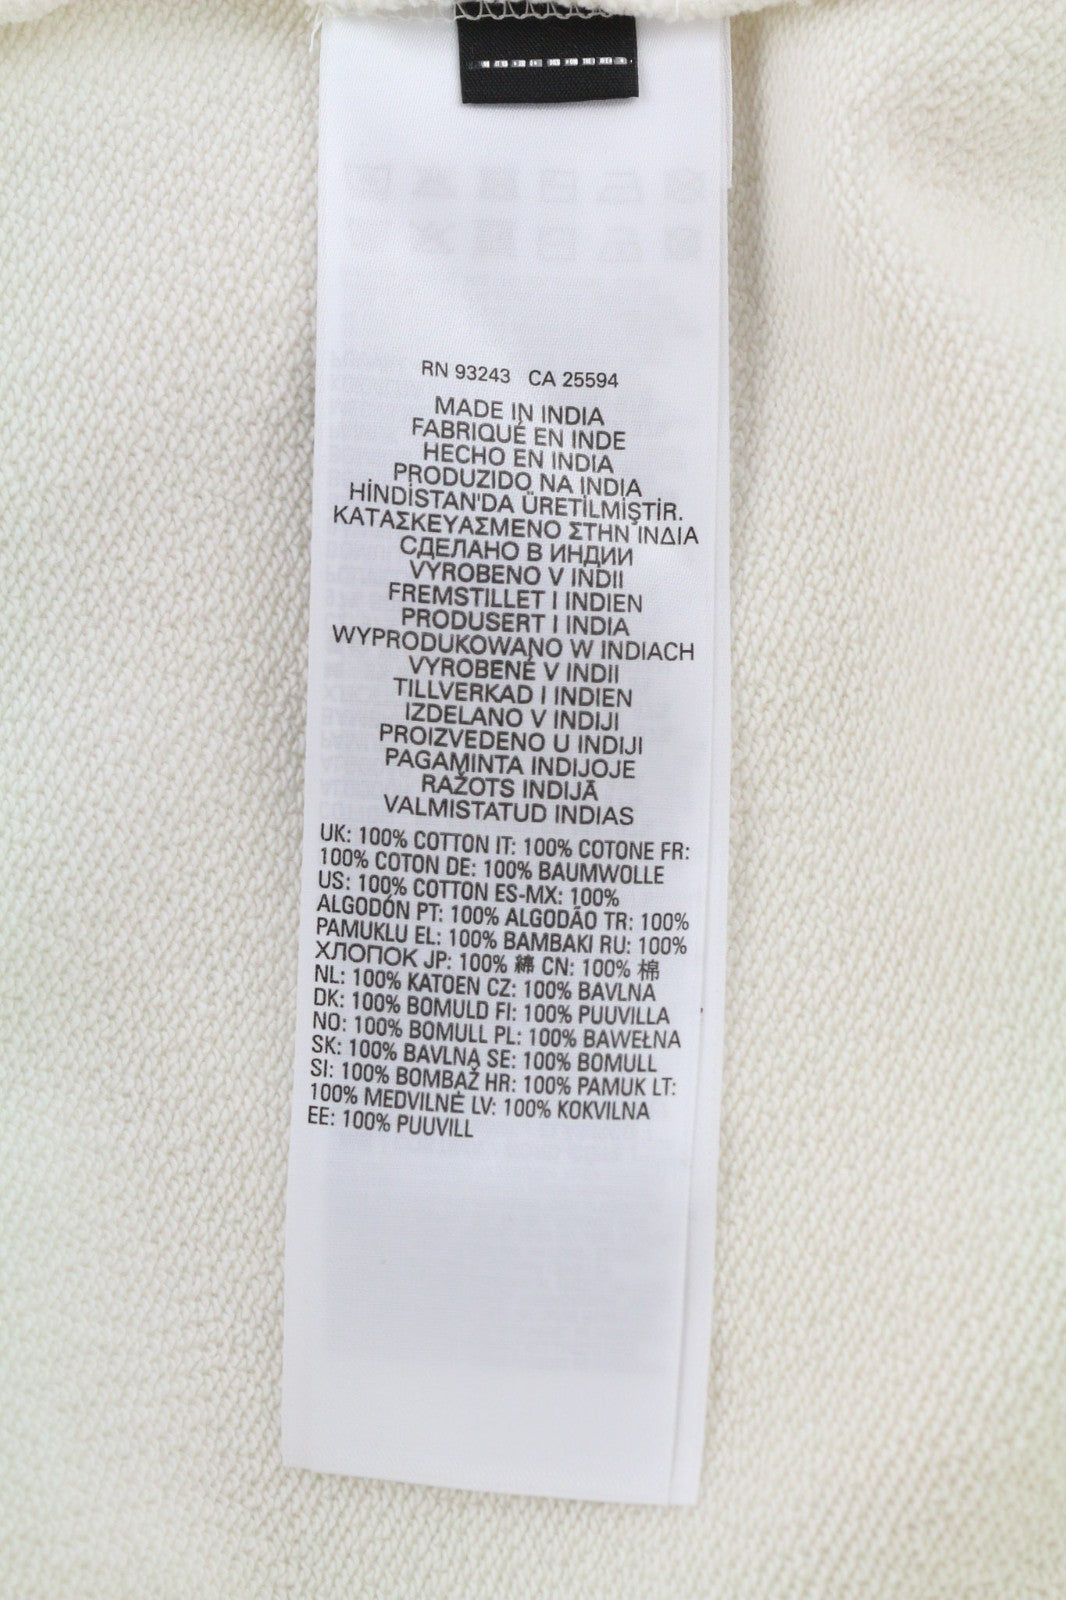 RN 93243 CA 25594
MADE IN INDIA
FABRIQUÉ EN INDE
HECHO EN INDIA
PRODUZIDO NA INDIA
HİNDİSTAN'DA ÜRETİLMİŞTİR.
ΚΑΤΑΣΚΕΥΑΣΜΕΝΟ ΣΤΗΝ ΙΝΔΙΑ
СДЕЛАНО В ИНДИИ
VYROBENO V INDII
FREMSTILLET I INDIEN
PRODUSERT I INDIA
WYPRODUKOWANO W INDIACH
VYROBENÉ V INDII
TILLVERKAD I INDIEN
IZDELANO V INDIJI
PROIZVEDENO U INDIJI
PAGAMINTA INDIJOJE
RAŽOTS INDIJĀ
VALMISTATUD INDIAS
UK: 100% COTTON IT: 100% COTONE FR:
100% COTON DE: 100% BAUMWOLLE
US: 100% COTTON ES-MX: 100%
ALGODÓN PT: 100% ALGODÃO TR: 100%
PAMUKLU EL: 100% ΒΑΜΒΑΚΙ RU: 100%
ХЛОПОК JP: 100% 綿 CN: 100% 棉
NL: 100% KATOEN CZ: 100% BAVLNA
DK: 100% BOMULD FI: 100% PUUVILLA
NO: 100% BOMULL PL: 100% BAWEŁNA
SK: 100% BAVLNA SE: 100% BOMULL
SI: 100% BOMBAŽ HR: 100% PAMUK LT:
100% MEDVILNĖ LV: 100% KOKVILNA
EE: 100% PUUVILL